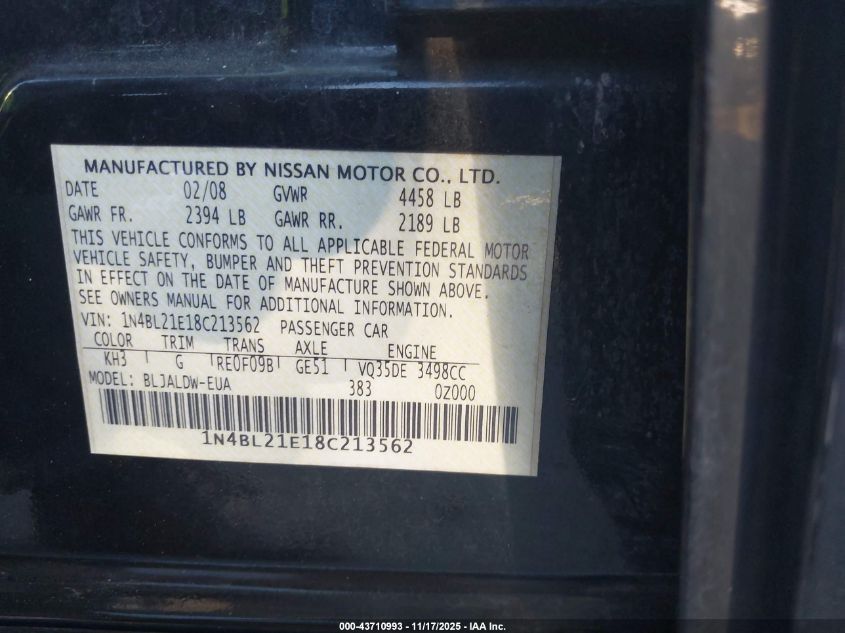 MANUFACTURED BY NISSAN MOTOR CO., LTD.
DATE 02/08 GVWR 4458 LB
GAWR FR. 2394 LB GAWR RR. 2189 LB
THIS VEHICLE CONFORMS TO ALL APPLICABLE FEDERAL MOTOR
VEHICLE SAFETY, BUMPER AND THEFT PREVENTION STANDARDS
IN EFFECT ON THE DATE OF MANUFACTURE SHOWN ABOVE.
SEE OWNERS MANUAL FOR ADDITIONAL INFORMATION.
VIN: 1N4BL21E18C213562 PASSENGER CAR
COLOR TRIM TRANS AXLE ENGINE
KH3 G RE0F09B GE51 VQ35DE 3498CC
MODEL: BLJALDW-EUA 383 0Z000
1N4BL21E18C213562
000-43710993 - 11/17/2025 - IAA Inc.